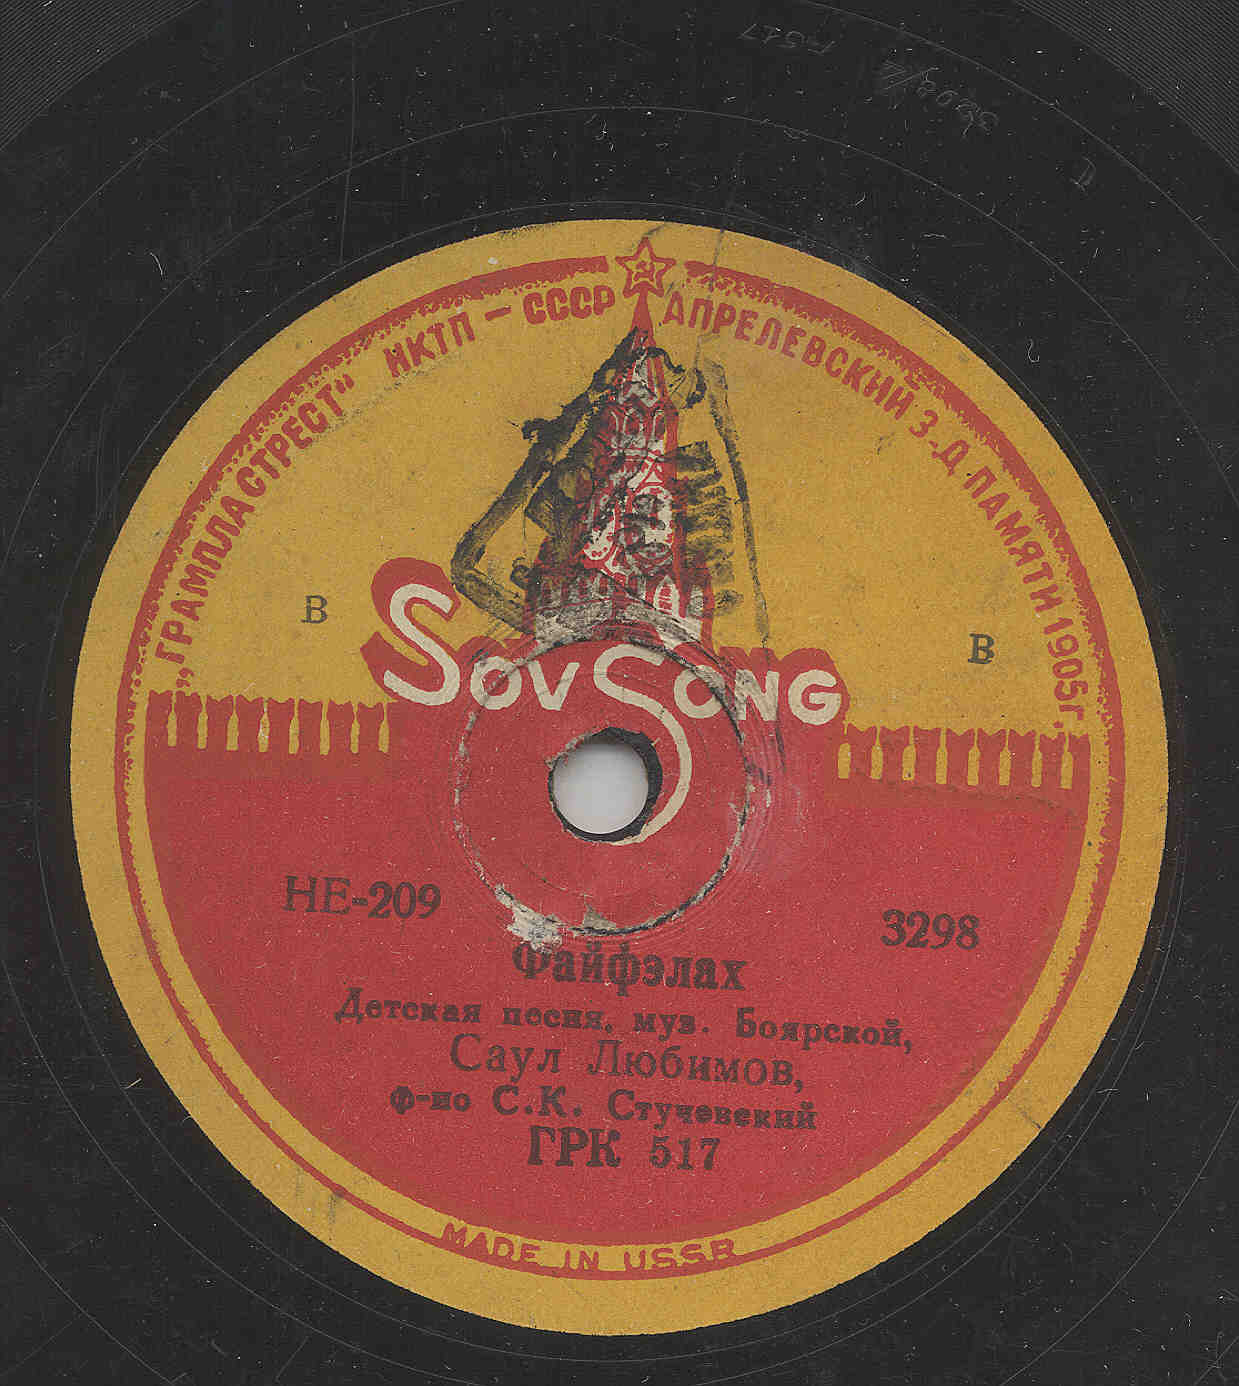 „ГРАМПЛАСТРЕСТ" НКТП — СССР
АПРЕЛЕВСКИЙ З-Д ПАМЯТИ 1905г.
В
В
SOVSONG
НЕ-209
3298
Файфэлах
Детская песня, муз. Боярской,
Саул Любимов,
ф-но С.К. Стучевский
ГРК 517
MADE IN USSR